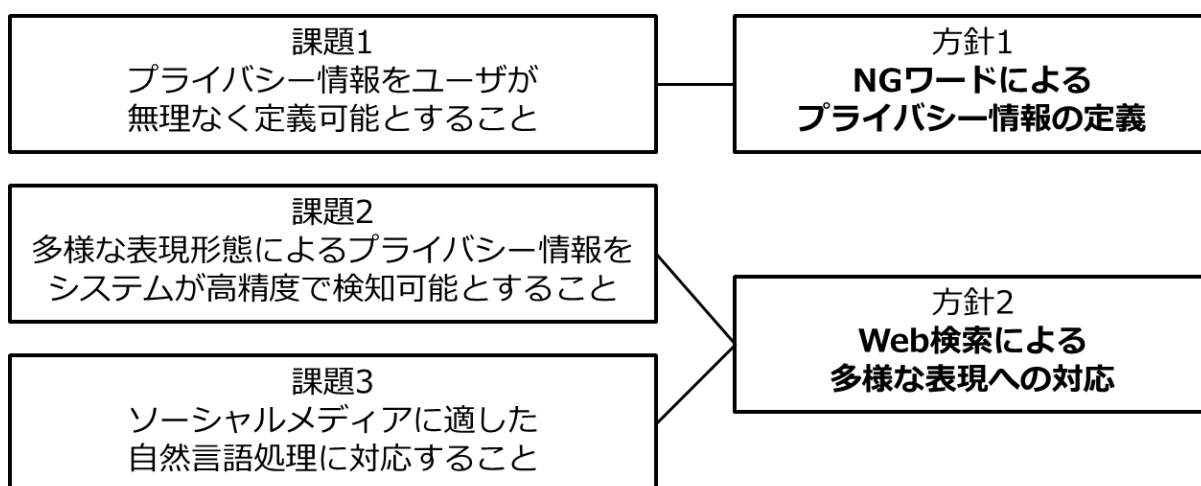 課題1
プライバシー情報をユーザが
無理なく定義可能とすること
方針1
NGワードによる
プライバシー情報の定義
課題2
多様な表現形態によるプライバシー情報を
システムが高精度で検知可能とすること
課題3
ソーシャルメディアに適した
自然言語処理に対応すること
方針2
Web検索による
多様な表現への対応